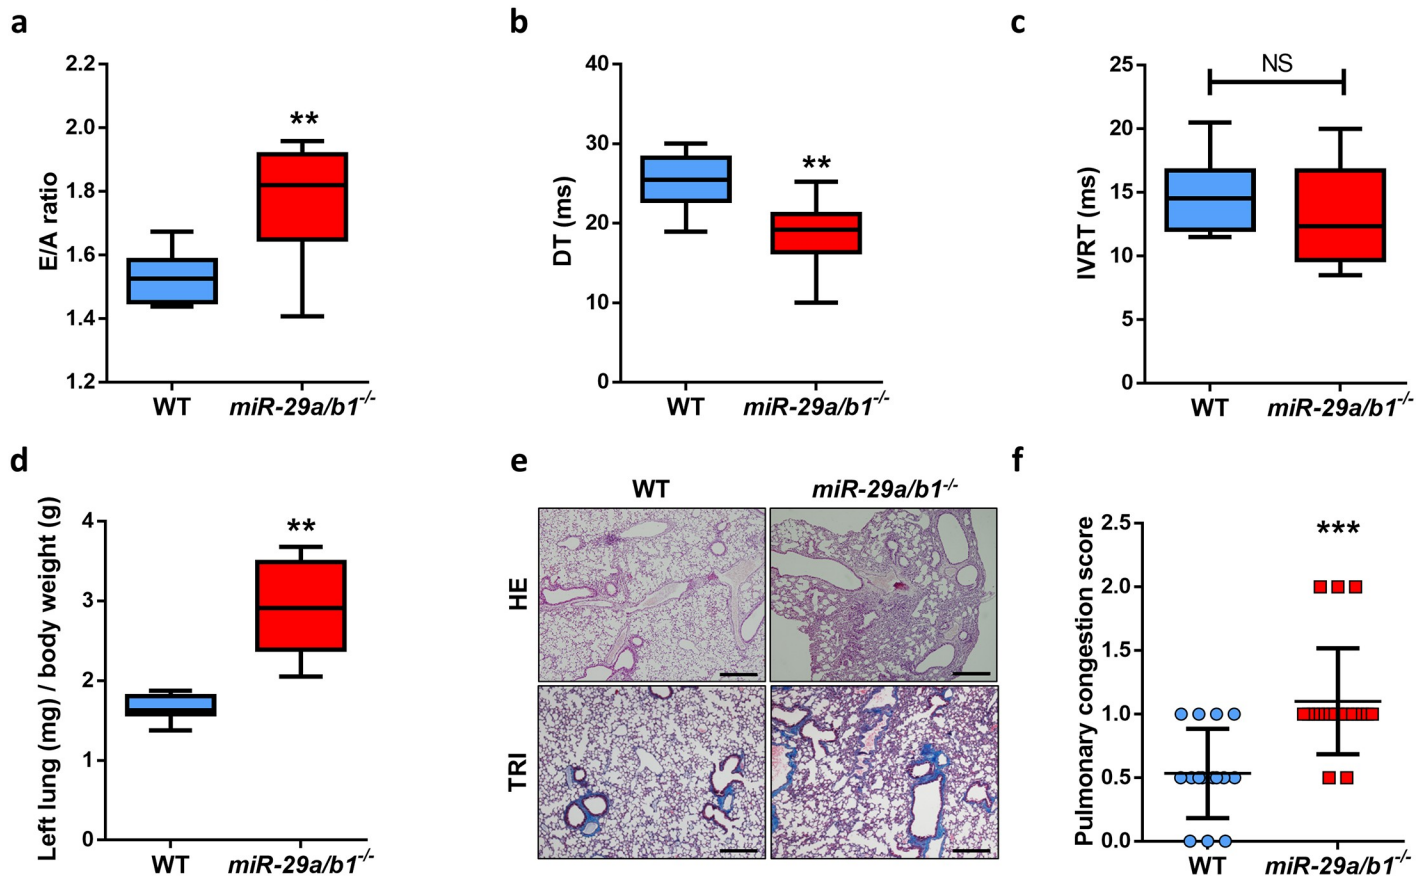 a
2.2
2.0
1.8
1.6
1.4
1.2
E/A ratio
**
WT
miR-29a/b1-/-
b
40
30
20
10
0
DT (ms)
**
WT
miR-29a/b1-/-
c
25
20
15
10
5
0
IVRT (ms)
NS
WT
miR-29a/b1-/-
d
4
3
2
1
0
Left lung (mg) / body weight (g)
**
WT
miR-29a/b1-/-
e
WT
miR-29a/b1-/-
HE
TRI
f
2.5
2.0
1.5
1.0
0.5
0.0
Pulmonary congestion score
***
WT
miR-29a/b1-/-